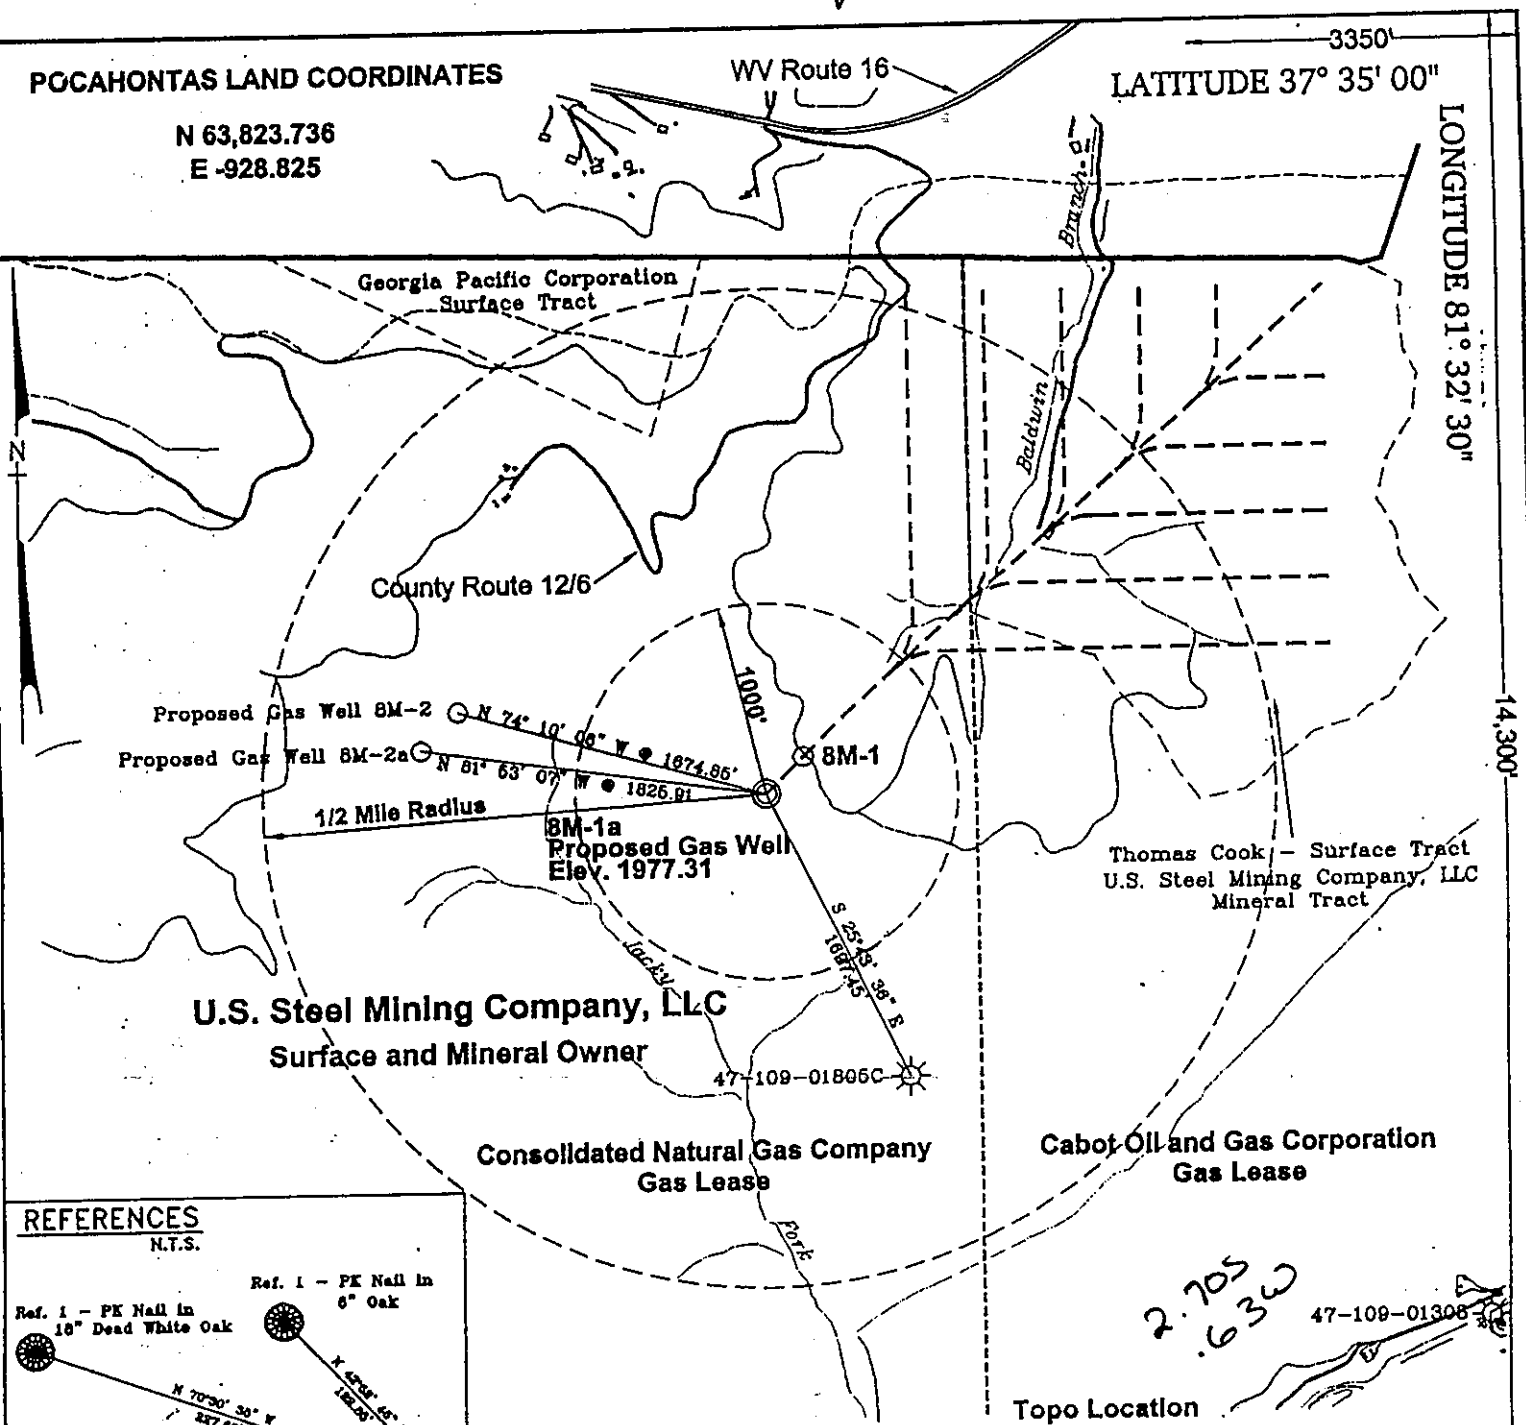 3350'
POCAHONTAS LAND COORDINATES
WV Route 16
LATITUDE 37° 35' 00"
N 63,823.736
E -928.825
LONGITUDE 81° 32' 30"
Branch
Georgia Pacific Corporation
Surface Tract
Baldwin
N
County Route 12/6
1000'
Proposed Gas Well 8M-2
N 74° 10' 06" W @ 1674.85'
Proposed Gas Well 8M-2a
N 81° 53' 07" W @ 1826.91
8M-1
14,300'
1/2 Mile Radius
8M-1a
Proposed Gas Well
Elev. 1977.31
Thomas Cook - Surface Tract
U.S. Steel Mining Company, LLC
Mineral Tract
S 25° 43' 36" E
Jacky
U.S. Steel Mining Company, LLC
Surface and Mineral Owner
47-109-01805C
Consolidated Natural Gas Company
Gas Lease
Cabot Oil and Gas Corporation
Gas Lease
Fork
REFERENCES
N.T.S.
Ref. 1 - PK Nail in
6" Oak
Ref. 1 - PK Nail in
18" Dead White Oak
2.70S
.63W
47-109-01308
Topo Location